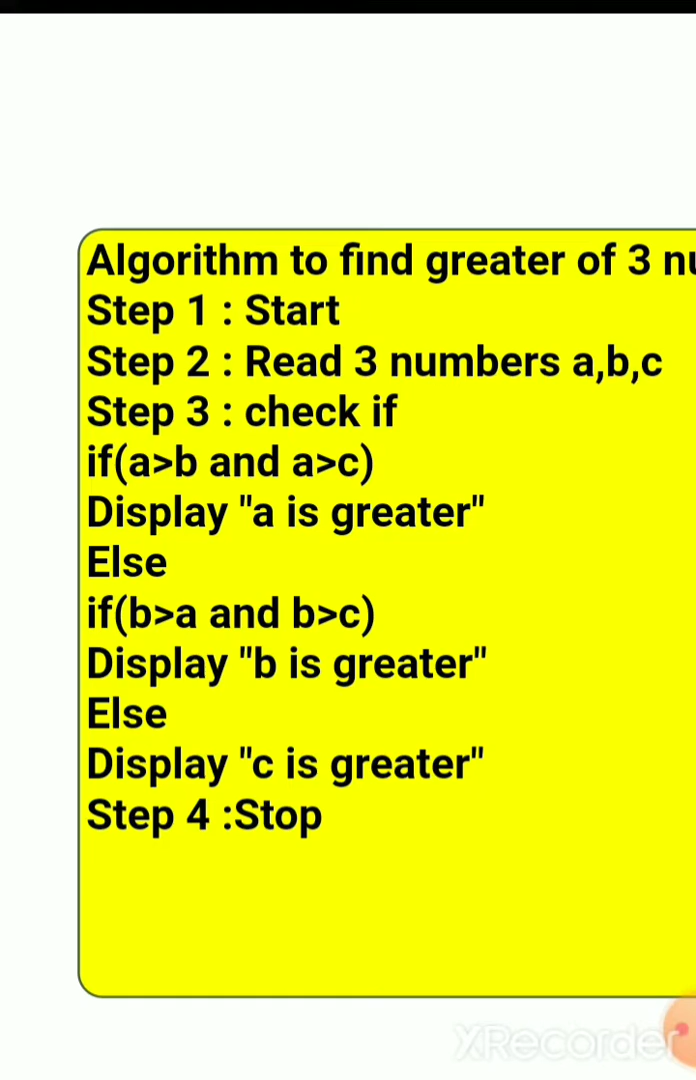 Algorithm to find greater of 3
Step 1 : Start
Step 2 : Read 3 numbers a,b,c
Step 3 : check if
if(a>b and a>c)
Display "a is greater"
Else
if(b>a and b>c)
Display "b is greater"
Else
Display "c is greater"
Step 4 :Stop
XRecorder